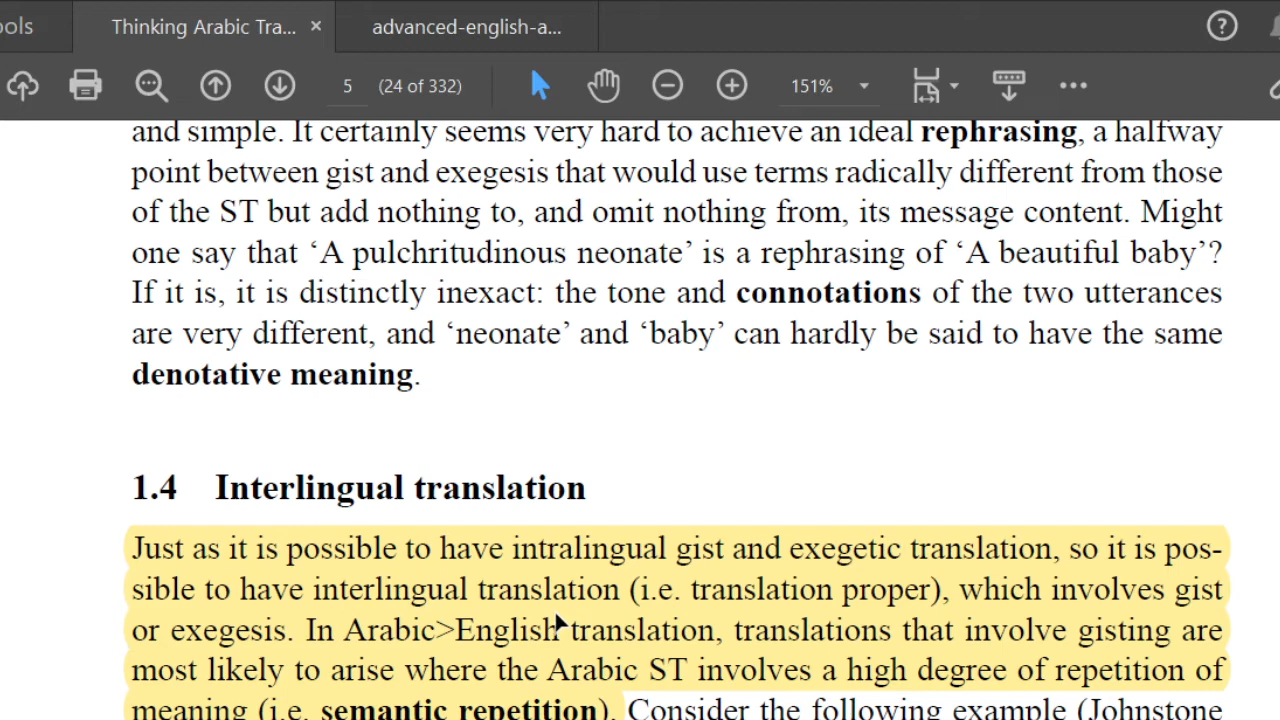 ols
Thinking Arabic Tra... ×
advanced-english-a...
?
5 (24 of 332)
151%
and simple. It certainly seems very hard to achieve an ideal rephrasing, a halfway
point between gist and exegesis that would use terms radically different from those
of the ST but add nothing to, and omit nothing from, its message content. Might
one say that ‘A pulchritudinous neonate’ is a rephrasing of ‘A beautiful baby’?
If it is, it is distinctly inexact: the tone and connotations of the two utterances
are very different, and ‘neonate’ and ‘baby’ can hardly be said to have the same
denotative meaning.
1.4 Interlingual translation
Just as it is possible to have intralingual gist and exegetic translation, so it is pos-
sible to have interlingual translation (i.e. translation proper), which involves gist
or exegesis. In Arabic>English translation, translations that involve gisting are
most likely to arise where the Arabic ST involves a high degree of repetition of
meaning (i.e. semantic repetition). Consider the following example (Johnstone